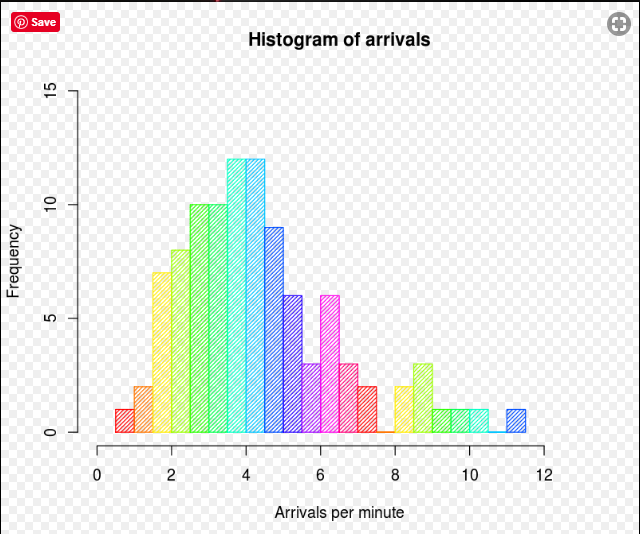 Save
Histogram of arrivals
15
10
5
0
Frequency
0 2 4 6 8 10 12
Arrivals per minute